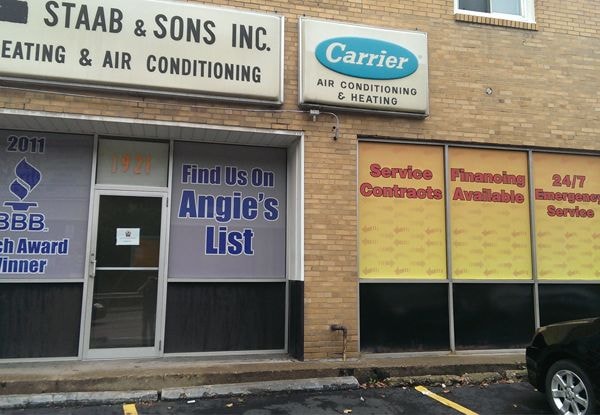 STAAB & SONS INC.
EATING & AIR CONDITIONING
Carrier
AIR CONDITIONING
& HEATING
2011
BBB
ch Award
Winner
1921
Find Us On
Angie's
List
Service
Contracts
Financing
Available
24/7
Emergency
Service